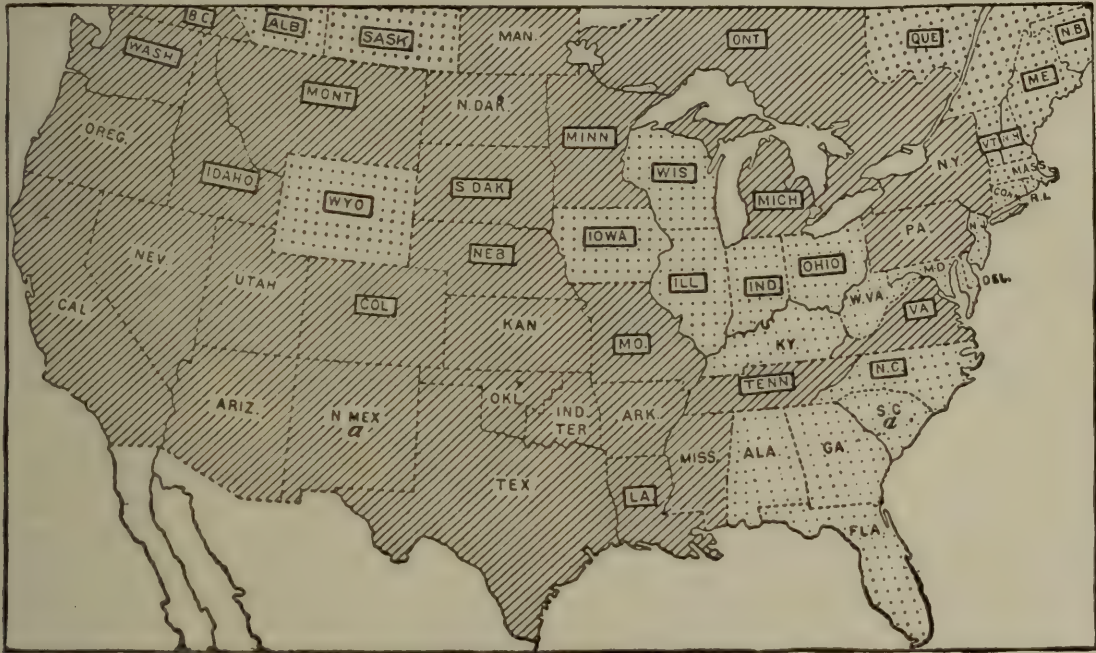 B C
ALB
SASK
MAN.
ONT
QUE
N.B
WASH
MONT
N.DAK.
MINN
ME.
OREG.
IDAHO
WYO
S DAK
WIS
MICH
N.Y.
VT
N.H.
MASS.
CONN
R.I.
NEV.
UTAH
COL
NEB
IOWA
ILL
IND
OHIO
PA.
N.J.
M.D.
DEL.
CAL.
KAN
MO.
KY.
W.VA.
VA.
ARIZ.
N MEX
a
OKL.
IND.
TER
ARK.
TENN
N.C.
S.C
a
TEX
LA
MISS.
ALA.
GA.
FLA.